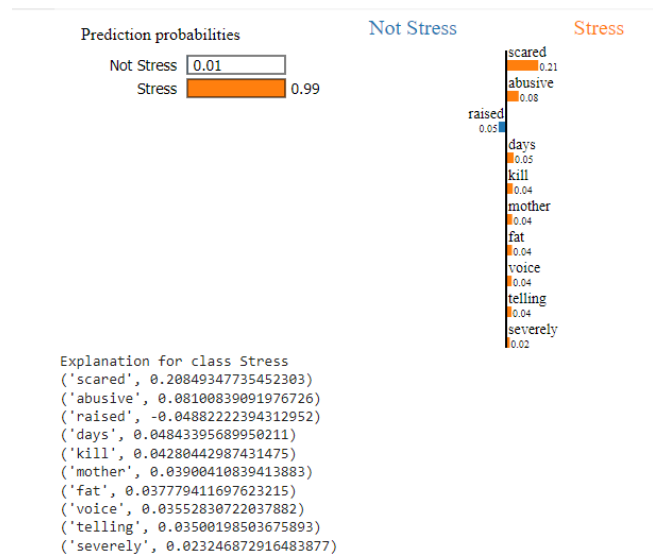 Prediction probabilities
Not Stress 0.01
Stress 0.99
Not Stress Stress
scared
0.21
abusive
0.08
raised
0.05
days
0.05
kill
0.04
mother
0.04
fat
0.04
voice
0.04
telling
0.04
severely
0.02
Explanation for class Stress
('scared', 0.20849347735452303)
('abusive', 0.08100839091976726)
('raised', -0.04882222394312952)
('days', 0.04843395689950211)
('kill', 0.04280442987431475)
('mother', 0.03900410839413883)
('fat', 0.037779411697623215)
('voice', 0.03552830722037882)
('telling', 0.03500198503675893)
('severely', 0.023246872916483877)